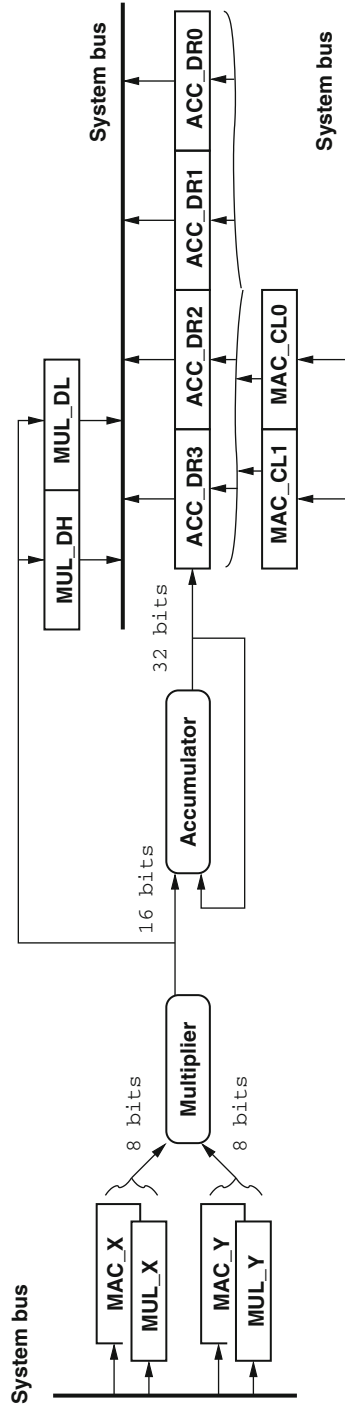 System bus
MAC_X
MUL_X
MAC_Y
MUL_Y
8 bits
8 bits
Multiplier
16 bits
Accumulator
32 bits
MUL_DH
MUL_DL
System bus
ACC_DR3
ACC_DR2
ACC_DR1
ACC_DR0
MAC_CL1
MAC_CL0
System bus